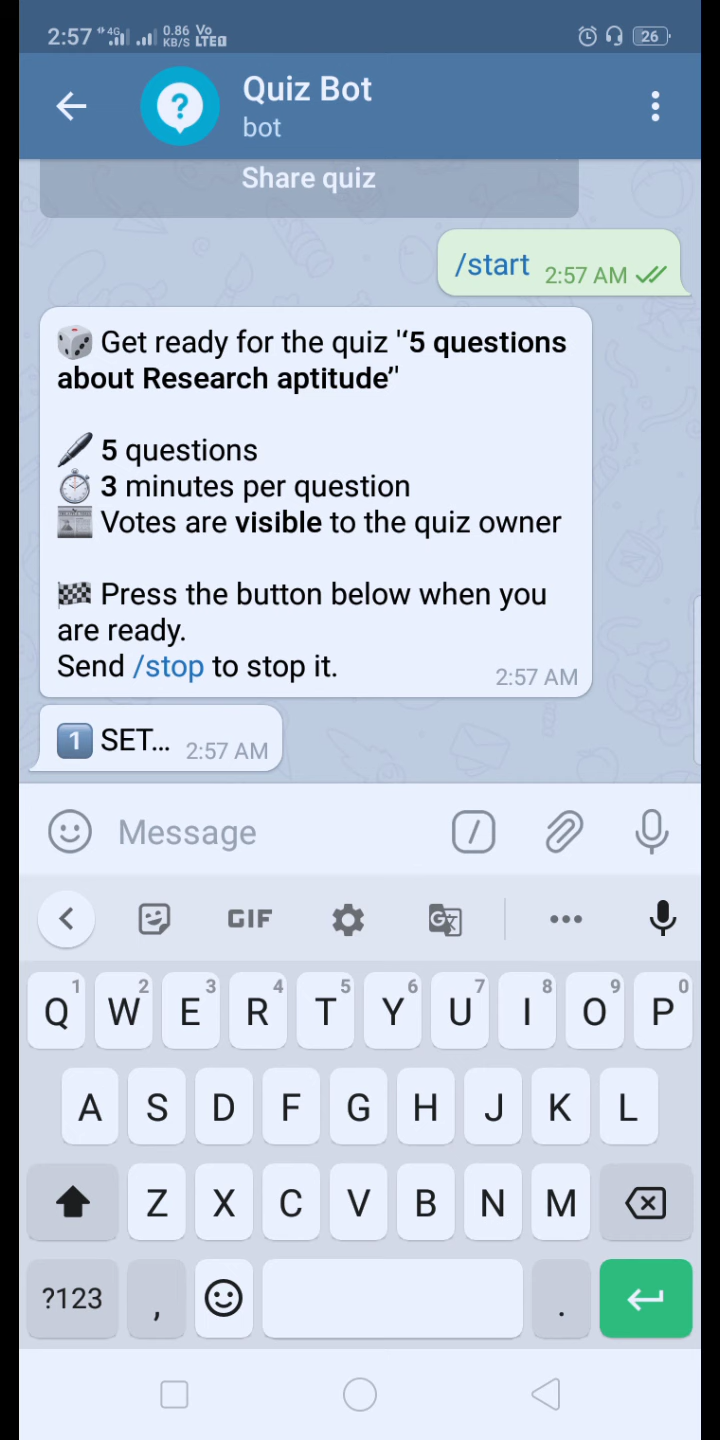 2:57 4G 0.86 KB/S Vo LTE 1 26
Quiz Bot
bot
Share quiz
/start 2:57 AM
Get ready for the quiz "5 questions
about Research aptitude"
5 questions
3 minutes per question
Votes are visible to the quiz owner
Press the button below when you
are ready.
Send /stop to stop it. 2:57 AM
1 SET... 2:57 AM
/ Message
GIF G
1 2 3 4 5 6 7 8 9 0
Q W E R T Y U I O P
A S D F G H J K L
Z X C V B N M
?123 , .